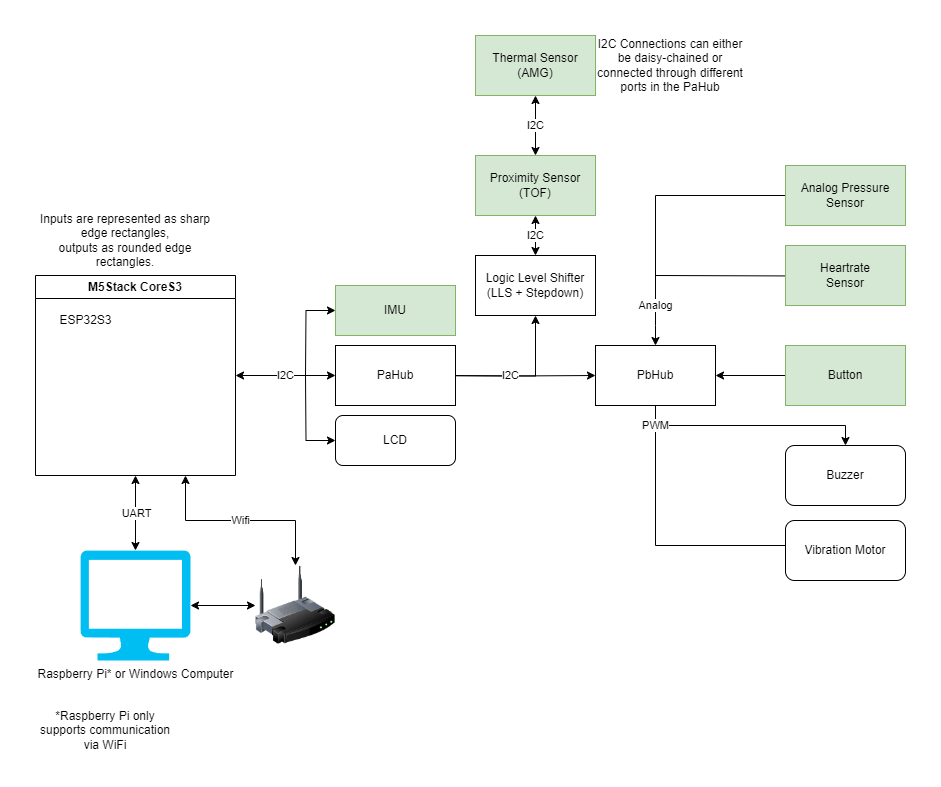 Thermal Sensor
(AMG)
I2C Connections can either
be daisy-chained or
connected through different
ports in the PaHub
I2C
Proximity Sensor
(TOF)
Analog Pressure
Sensor
Inputs are represented as sharp
edge rectangles,
outputs as rounded edge
rectangles.
I2C
Logic Level Shifter
(LLS + Stepdown)
Heartrate
Sensor
M5Stack CoreS3
ESP32S3
IMU
Analog
I2C
PaHub
I2C
PbHub
Button
LCD
PWM
Buzzer
UART
Wifi
Vibration Motor
Raspberry Pi* or Windows Computer
*Raspberry Pi only
supports communication
via WiFi